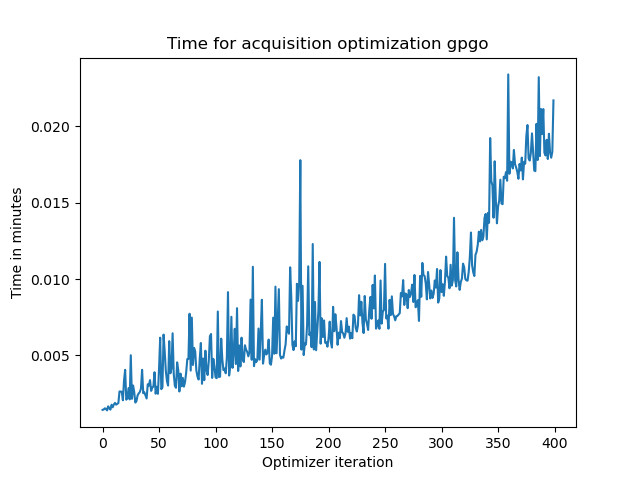 Time for acquisition optimization gpgo
Time in minutes
0.020
0.015
0.010
0.005
0 50 100 150 200 250 300 350 400
Optimizer iteration